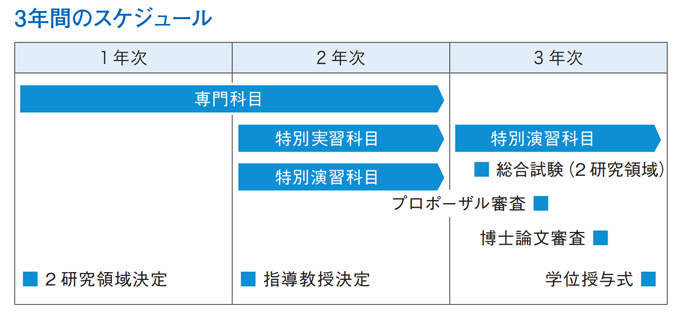 3年間のスケジュール
1年次
2年次
3年次
専門科目
特別実習科目
特別演習科目
特別演習科目
総合試験(2研究領域)
プロポーザル審査
博士論文審査
2研究領域決定
指導教授決定
学位授与式